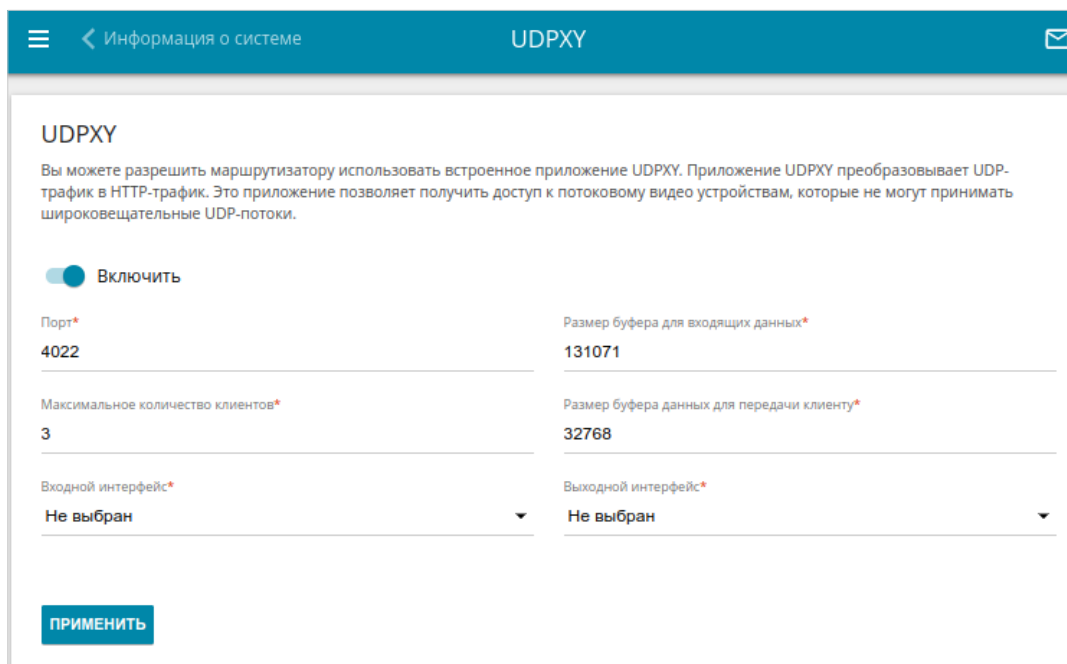 Информация о системе
UDPXY
UDPXY
Вы можете разрешить маршрутизатору использовать встроенное приложение UDPXY. Приложение UDPXY преобразовывает UDP-
трафик в HTTP-трафик. Это приложение позволяет получить доступ к потоковому видео устройствам, которые не могут принимать
широковещательные UDP-потоки.
Включить
Порт*
4022
Размер буфера для входящих данных*
131071
Максимальное количество клиентов*
3
Размер буфера данных для передачи клиенту*
32768
Входной интерфейс*
Не выбран
Выходной интерфейс*
Не выбран
ПРИМЕНИТЬ